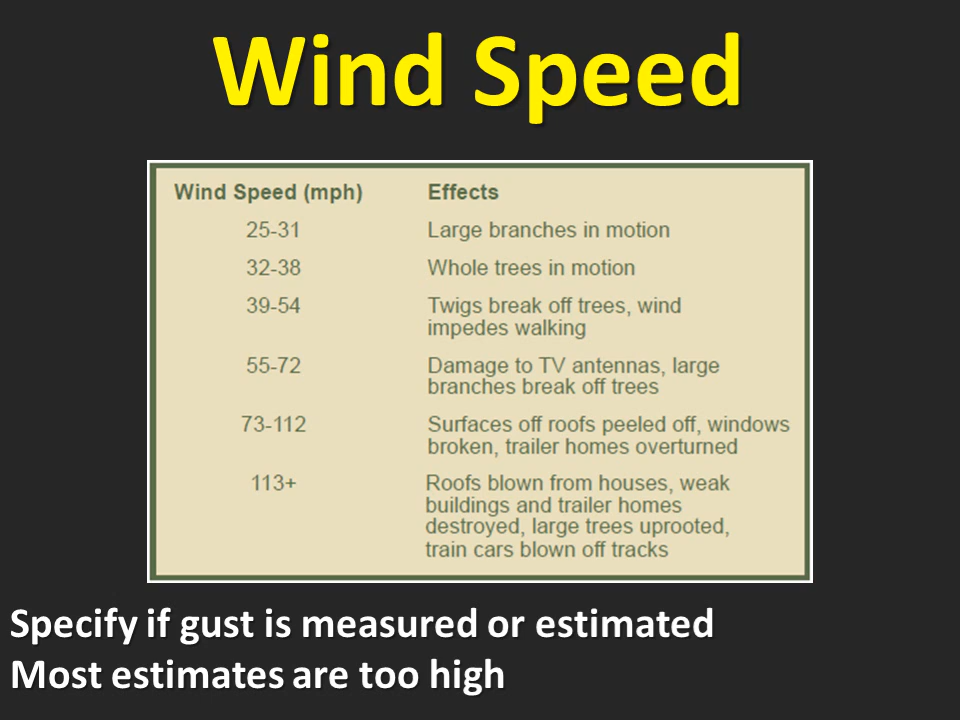 Wind Speed
Wind Speed (mph) Effects
25-31 Large branches in motion
32-38 Whole trees in motion
39-54 Twigs break off trees, wind
impedes walking
55-72 Damage to TV antennas, large
branches break off trees
73-112 Surfaces off roofs peeled off, windows
broken, trailer homes overturned
113+ Roofs blown from houses, weak
buildings and trailer homes
destroyed, large trees uprooted,
train cars blown off tracks
Specify if gust is measured or estimated
Most estimates are too high